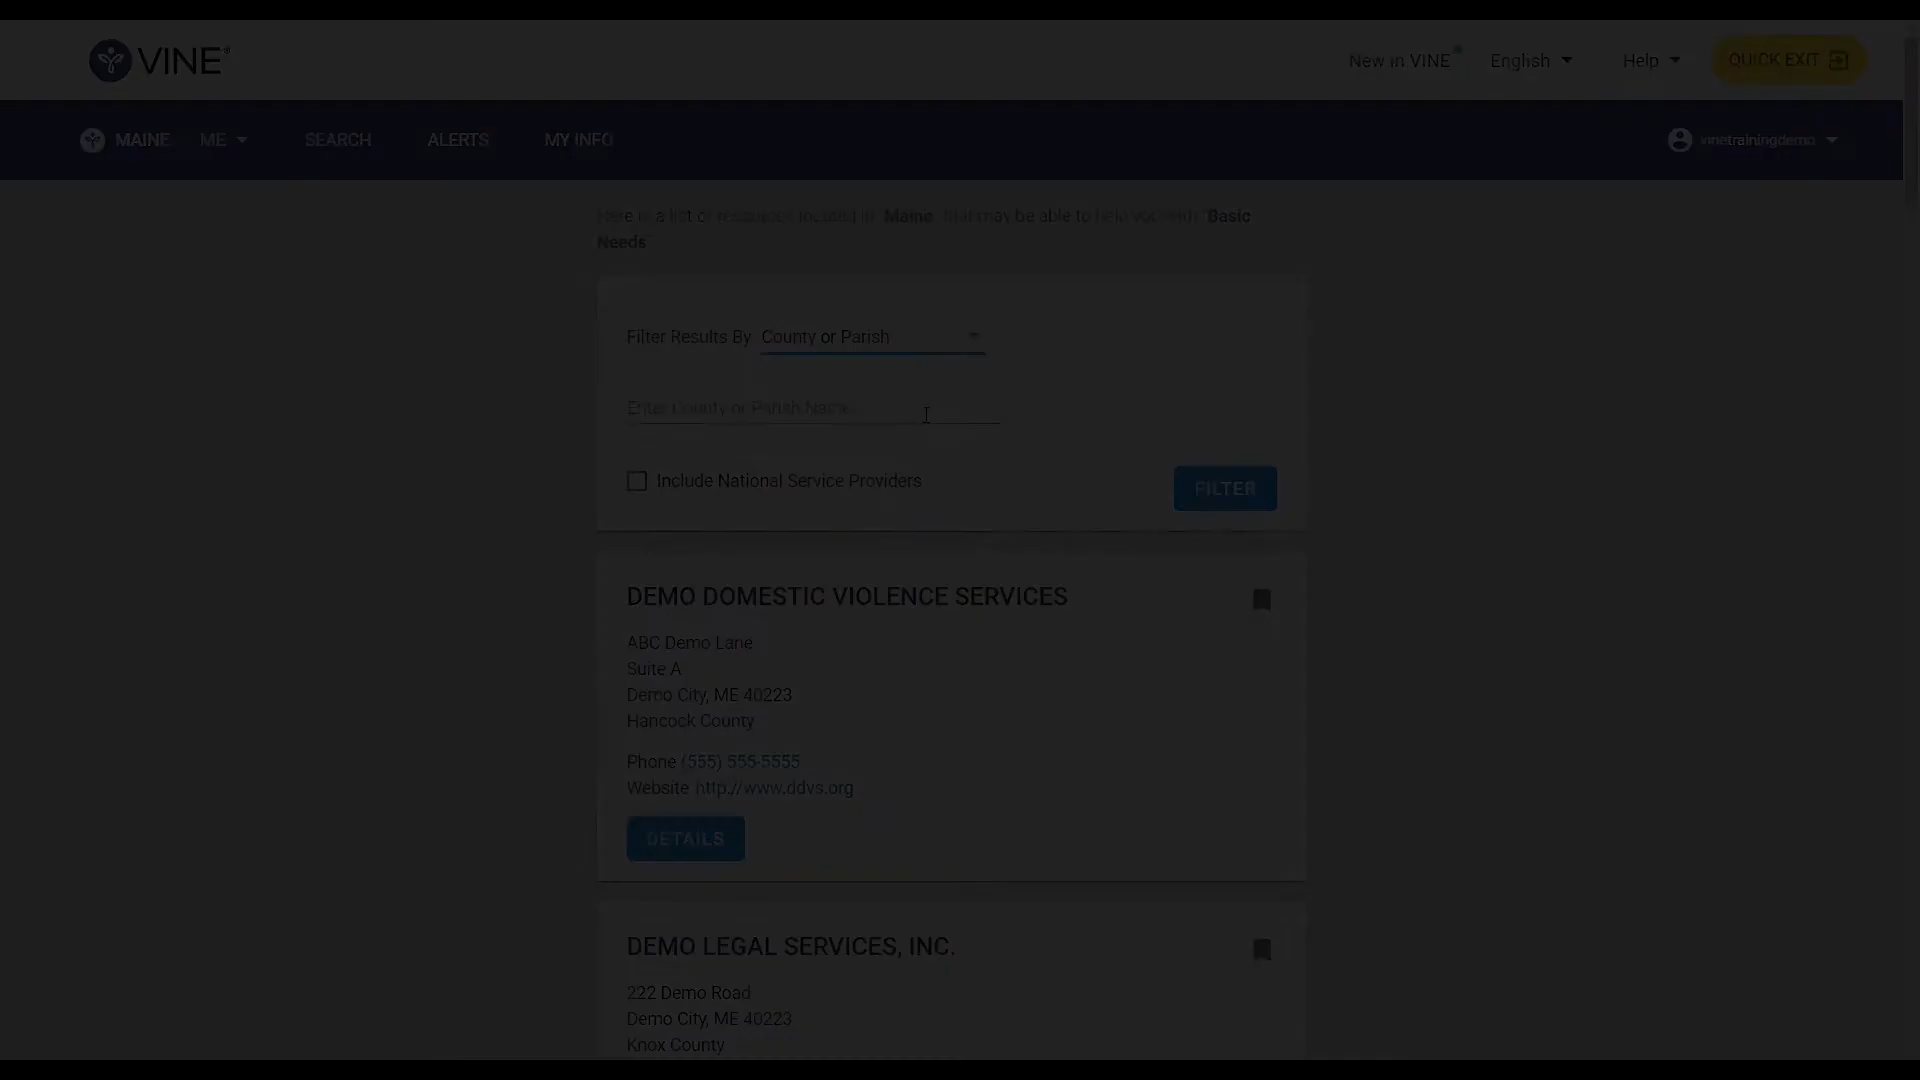 VINE®
New in VINE
English
Help
QUICK EXIT
MAINE
ME
SEARCH
ALERTS
MY INFO
vinetrainingdemo
Here is a list of resources located in "Maine" that may be able to help you with "Basic
Needs"
Filter Results By
County or Parish
Enter County or Parish Name
Include National Service Providers
FILTER
DEMO DOMESTIC VIOLENCE SERVICES
ABC Demo Lane
Suite A
Demo City, ME 40223
Hancock County
Phone (555) 555-5555
Website http://www.ddvs.org
DETAILS
DEMO LEGAL SERVICES, INC.
222 Demo Road
Demo City, ME 40223
Knox County